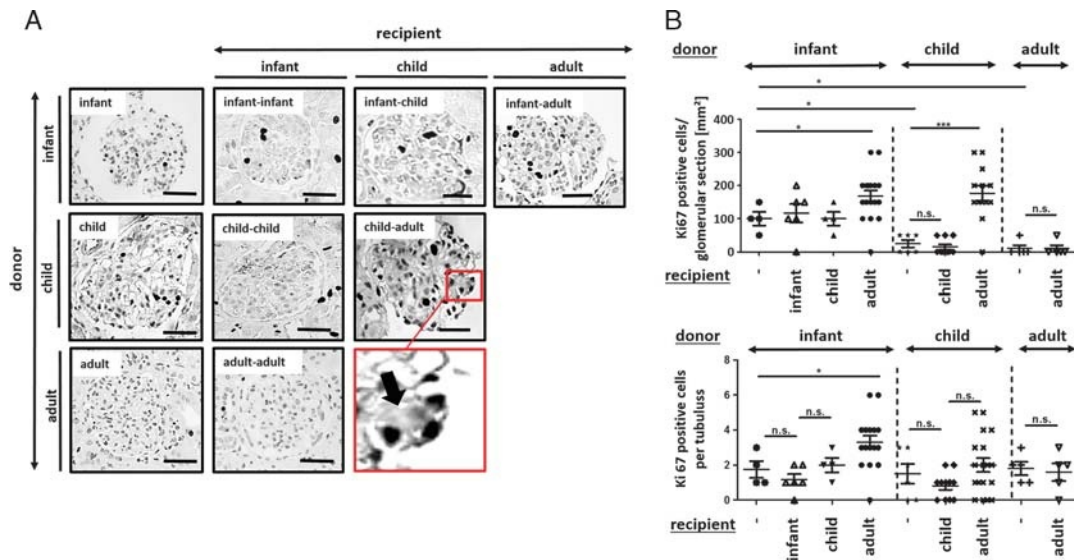 A
recipient
infant child adult
donor
infant
infant
infant-infant
infant-child
infant-adult
child
child
child-child
child-adult
adult
adult
adult-adult
B
donor infant child adult
* 
*
*
***
n.s.
n.s.
Ki67 positive cells/
glomerular section [mm²]
400
300
200
100
0
recipient - infant child adult - child adult - adult
donor infant child adult
*
n.s.
n.s.
n.s.
n.s.
n.s.
Ki 67 positive cells
per tubuluss
8
6
4
2
0
recipient - infant child adult - child adult - adult